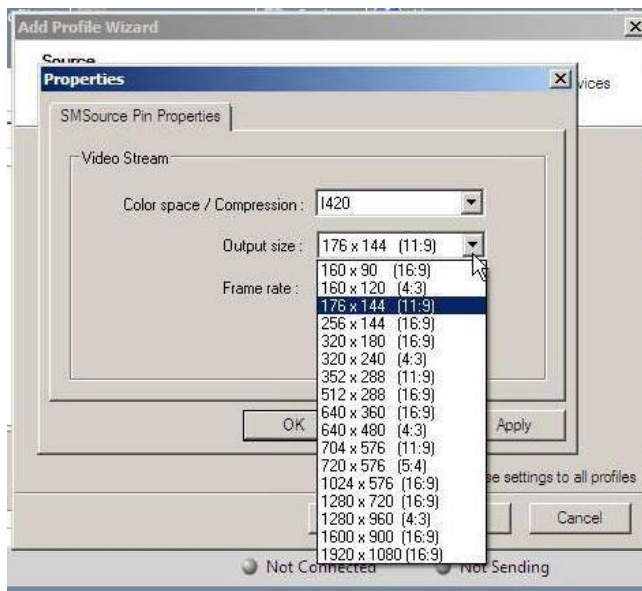 Add Profile Wizard
Source
Properties
vices
SMSource Pin Properties
Video Stream
Color space / Compression : I420
Output size : 176 x 144 (11:9)
Frame rate :
160 x 90 (16:9)
160 x 120 (4:3)
176 x 144 (11:9)
256 x 144 (16:9)
320 x 180 (16:9)
320 x 240 (4:3)
352 x 288 (11:9)
512 x 288 (16:9)
640 x 360 (16:9)
640 x 480 (4:3)
704 x 576 (11:9)
720 x 576 (5:4)
1024 x 576 (16:9)
1280 x 720 (16:9)
1280 x 960 (4:3)
1600 x 900 (16:9)
1920 x 1080 (16:9)
OK
Apply
se settings to all profiles
Cancel
Not Connected
Not Sending